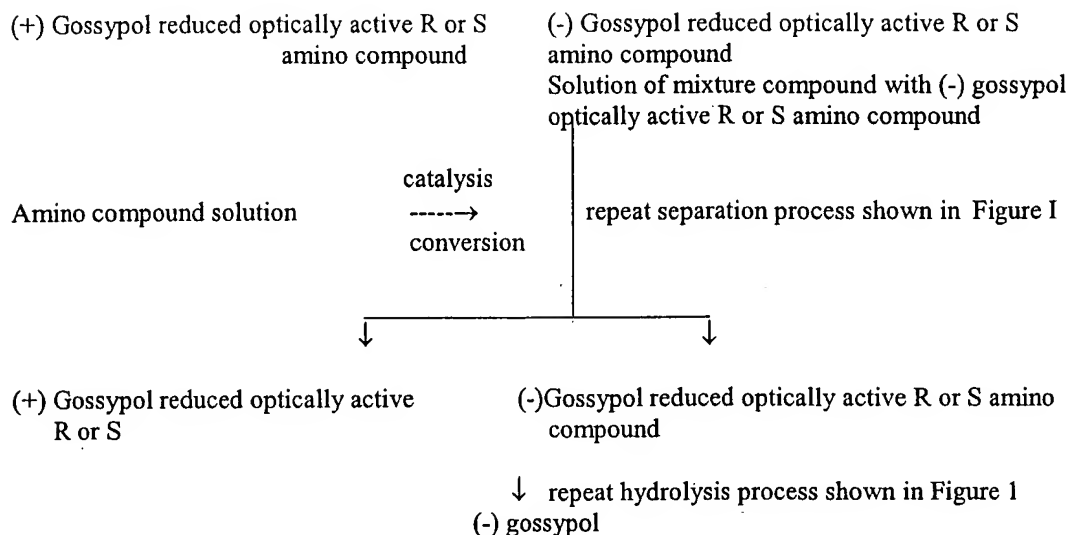 (+) Gossypol reduced optically active R or S
amino compound
(-) Gossypol reduced optically active R or S
amino compound
Solution of mixture compound with (-) gossypol
optically active R or S amino compound
Amino compound solution
catalysis
------→
conversion
repeat separation process shown in Figure I
↓ ↓
(+) Gossypol reduced optically active
R or S
(-)Gossypol reduced optically active R or S amino
compound
↓ repeat hydrolysis process shown in Figure 1
(-) gossypol